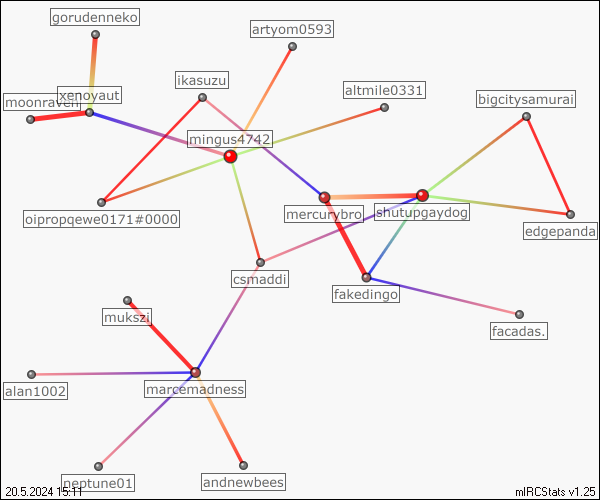 gorudenneko
artyom0593
ikasuzu
altmile0331
moonraven
xenoyaut
bigcitysamurai
mingus4742
oipropqewe0171#0000
mercurybro
shutupgaydog
edgepanda
csmaddi
fakedingo
mukszi
facadas.
alan1002
marcemadness
neptune01
andnewbees
20.5.2024 15:11
mIRCStats v1.25